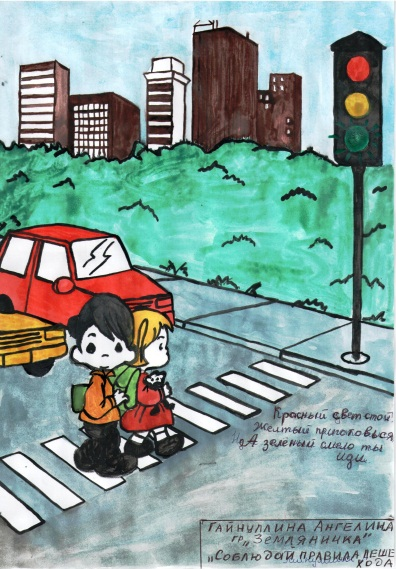 Красный свет стой
Желтый приготовься
А зеленый смело ты
иди
ГАЙНУЛЛИНА АНГЕЛИНА
ГР „ЗЕМЛЯНИЧКА"
„СОБЛЮДАЙ ПРАВИЛА ПЕШЕ
ХОДА